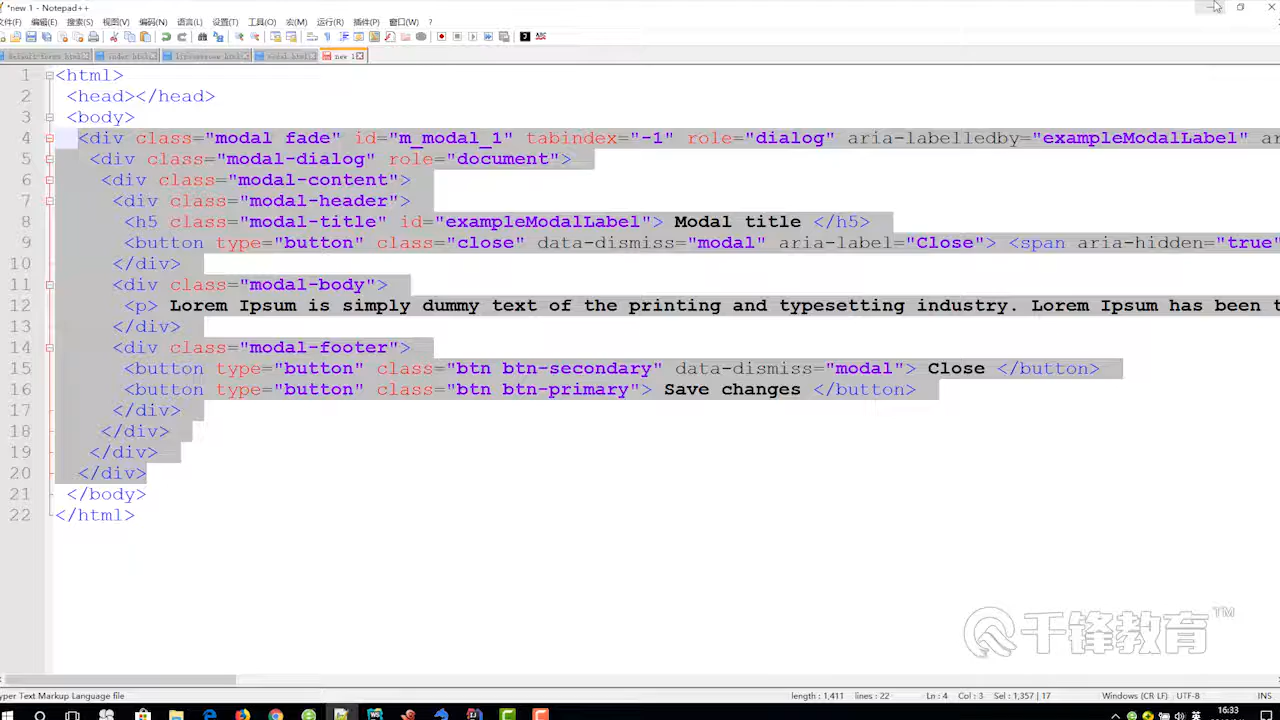 *new 1 - Notepad++
文件(F) 编辑(E) 搜索(S) 视图(V) 编码(N) 语言(L) 设置(T) 工具(O) 宏(M) 运行(R) 插件(P) 窗口(W) ?
index.html modal.html new 1
1 <html>
2 <head></head>
3 <body>
4 <div class="modal fade" id="m_modal_1" tabindex="-1" role="dialog" aria-labelledby="exampleModalLabel" ar
5 <div class="modal-dialog" role="document">
6 <div class="modal-content">
7 <div class="modal-header">
8 <h5 class="modal-title" id="exampleModalLabel"> Modal title </h5>
9 <button type="button" class="close" data-dismiss="modal" aria-label="Close"> <span aria-hidden="true"
10 </div>
11 <div class="modal-body">
12 <p> Lorem Ipsum is simply dummy text of the printing and typesetting industry. Lorem Ipsum has been t
13 </div>
14 <div class="modal-footer">
15 <button type="button" class="btn btn-secondary" data-dismiss="modal"> Close </button>
16 <button type="button" class="btn btn-primary"> Save changes </button>
17 </div>
18 </div>
19 </div>
20 </div>
21 </body>
22 </html>
千锋教育™
yper Text Markup Language file length : 1,411 lines : 22 Ln : 4 Col : 3 Sel : 1,357 | 17 Windows (CR LF) UTF-8 INS
英 16:33